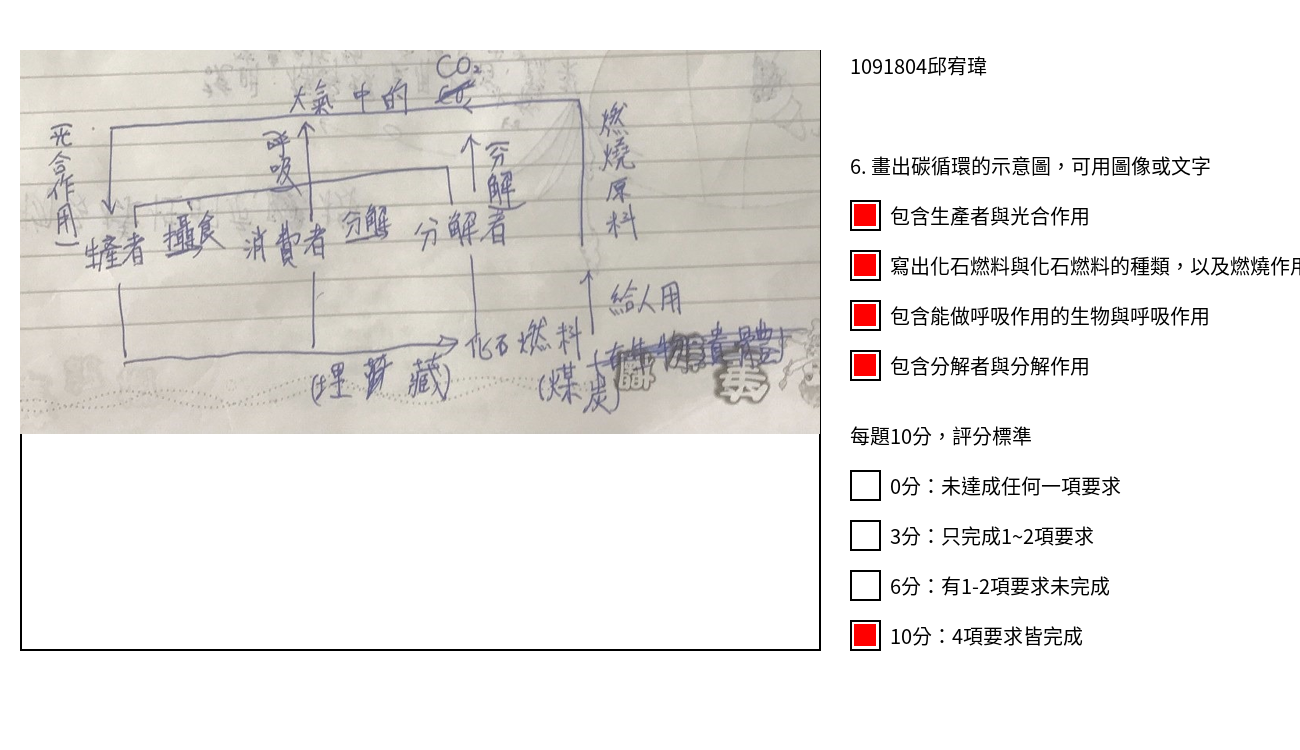 CO₂
大氣中的
(光合作用)
呼吸
(分解)
燃燒原料
生產者
攝食
消費者
分解
分解者
給人用
化石燃料
(埋藏)
(煤炭)
1091804邱宥瑋
6. 畫出碳循環的示意圖，可用圖像或文字
包含生產者與光合作用
寫出化石燃料與化石燃料的種類，以及燃燒作用
包含能做呼吸作用的生物與呼吸作用
包含分解者與分解作用
每題10分，評分標準
0分：未達成任何一項要求
3分：只完成1~2項要求
6分：有1-2項要求未完成
10分：4項要求皆完成